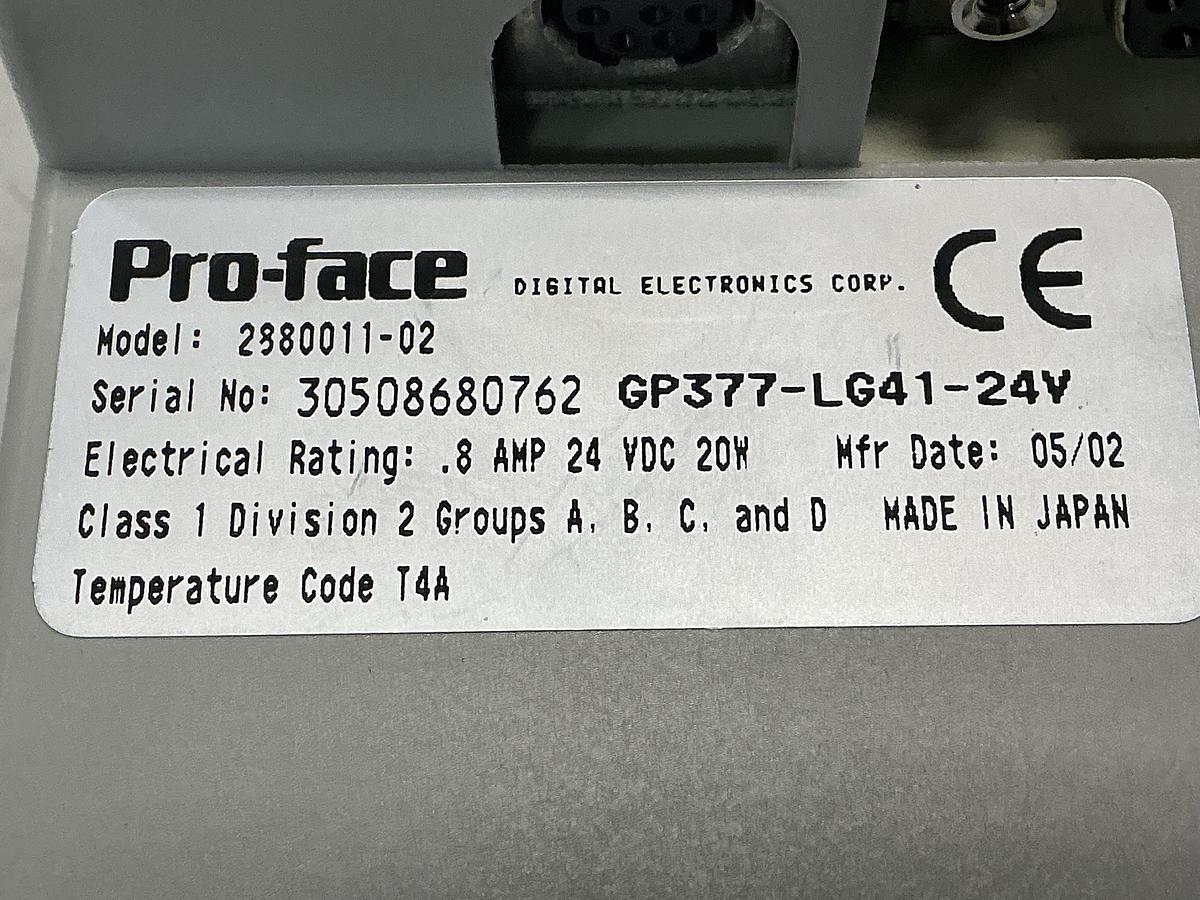 Pro-face DIGITAL ELECTRONICS CORP. CE
Model: 2880011-02
Serial No: 30508680762 GP377-LG41-24V
Electrical Rating: .8 AMP 24 VDC 20W Mfr Date: 05/02
Class 1 Division 2 Groups A, B, C, and D MADE IN JAPAN
Temperature Code T4A